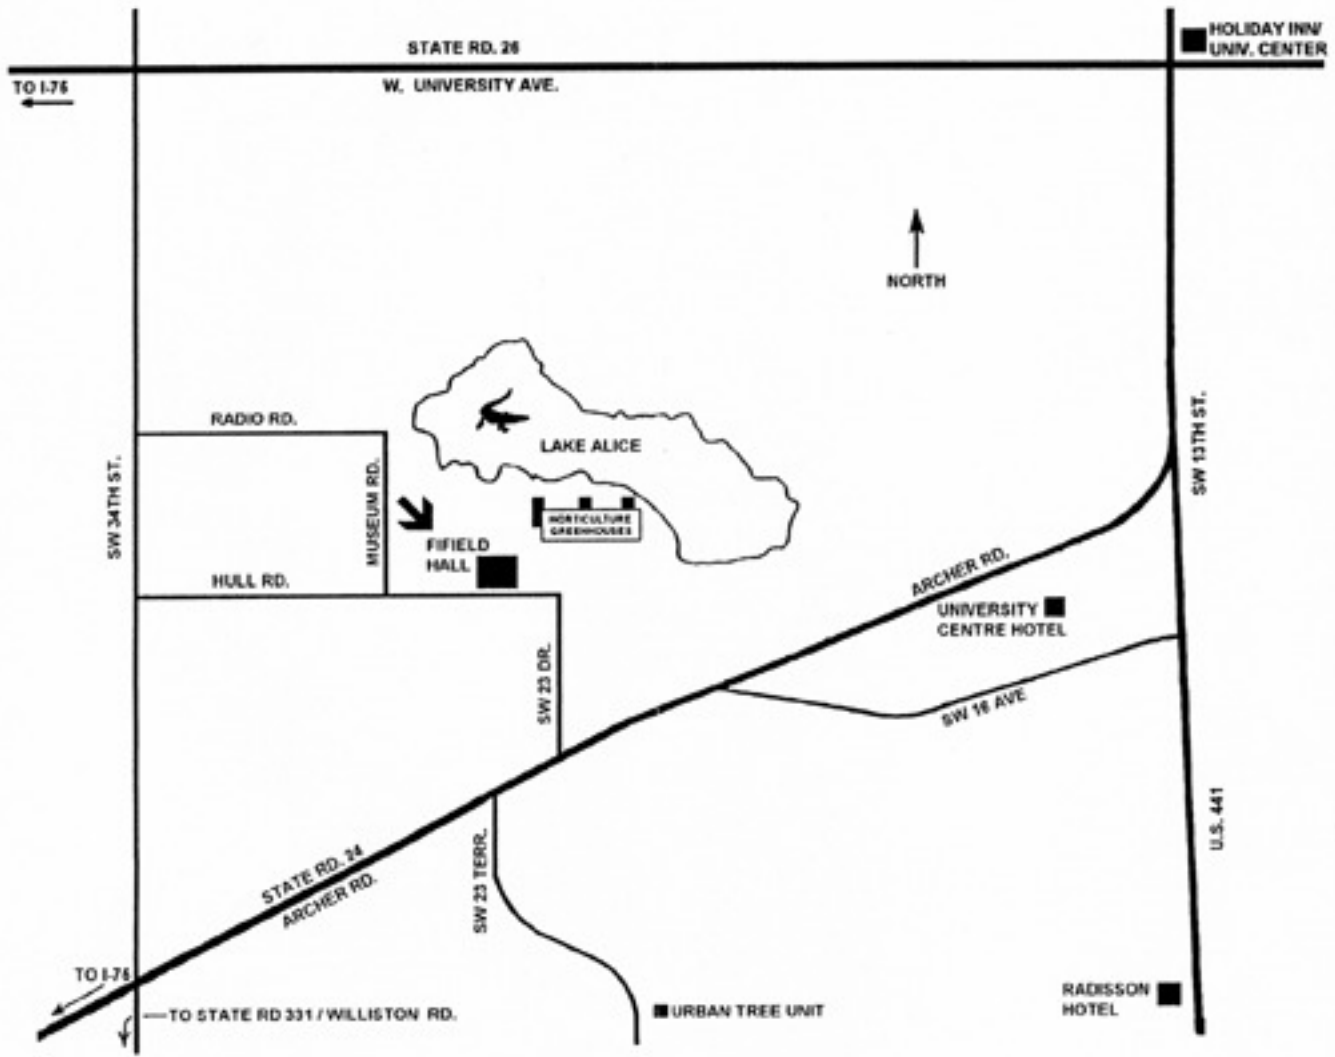 HOLIDAY INN/
UNIV. CENTER
STATE RD. 26
W. UNIVERSITY AVE.
TO I-75
NORTH
RADIO RD.
LAKE ALICE
SW 34TH ST.
MUSEUM RD.
SW 13TH ST.
HORTICULTURE
GREENHOUSES
FIFIELD
HALL
HULL RD.
ARCHER RD.
UNIVERSITY
CENTRE HOTEL
SW 23 DR.
SW 16 AVE
U.S. 441
STATE RD. 24
ARCHER RD.
SW 23 TERR.
TO I-75
TO STATE RD 331 / WILLISTON RD.
URBAN TREE UNIT
RADISSON
HOTEL